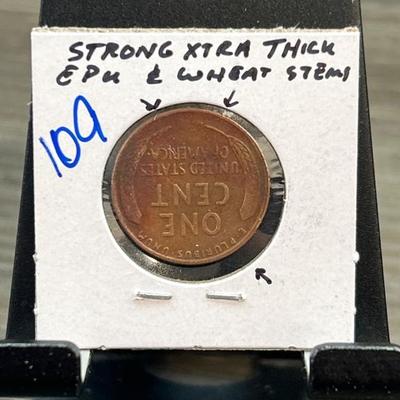 STRONG XTRA THICK
EPU & WHEAT STEMS
109
E·PLURIBUS·UNUM
ONE
CENT
UNITED STATES
OF AMERICA